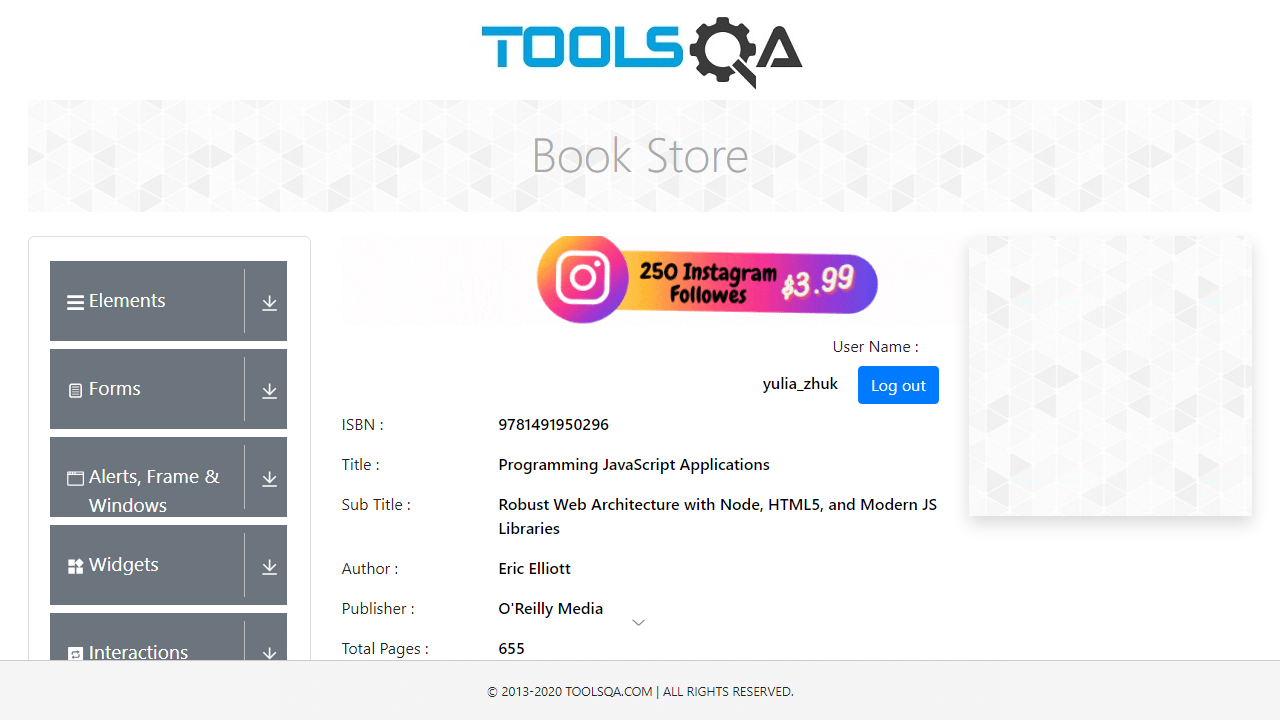 TOOLSQA
Book Store
Elements
Forms
Alerts, Frame &
Windows
Widgets
Interactions
250 Instagram
Followes
$3.99
User Name :
yulia_zhuk
Log out
ISBN :
9781491950296
Title :
Programming JavaScript Applications
Sub Title :
Robust Web Architecture with Node, HTML5, and Modern JS
Libraries
Author :
Eric Elliott
Publisher :
O'Reilly Media
Total Pages :
655
© 2013-2020 TOOLSQA.COM | ALL RIGHTS RESERVED.